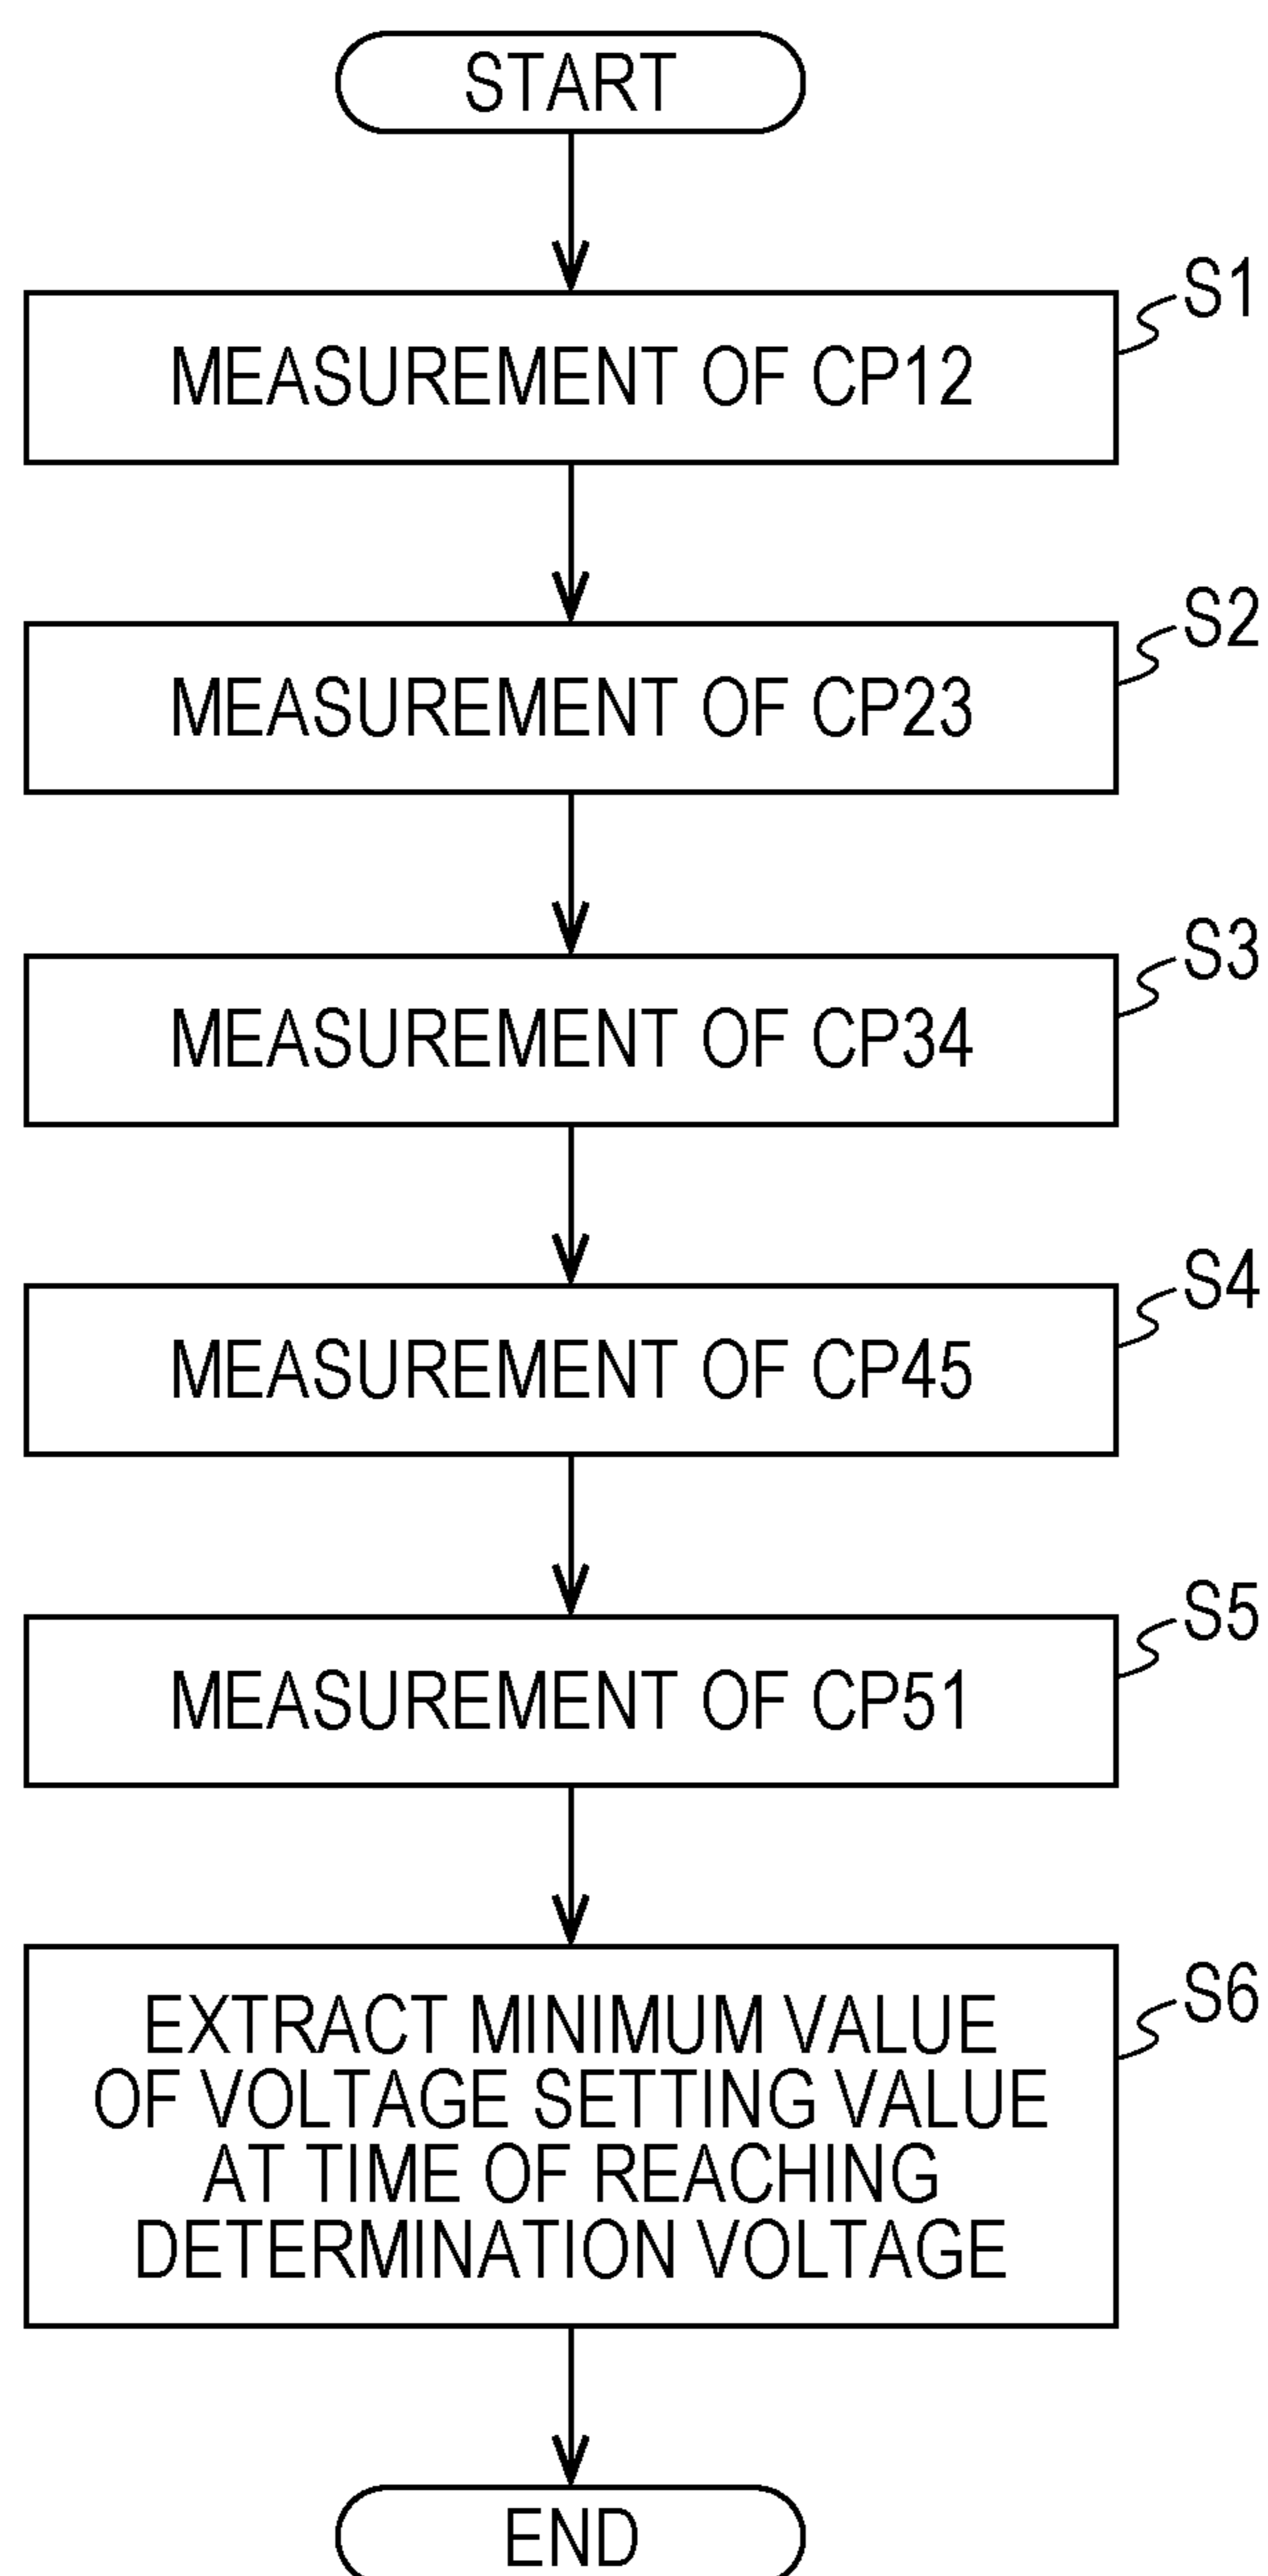 START
S1
MEASUREMENT OF CP12
S2
MEASUREMENT OF CP23
S3
MEASUREMENT OF CP34
S4
MEASUREMENT OF CP45
S5
MEASUREMENT OF CP51
S6
EXTRACT MINIMUM VALUE
OF VOLTAGE SETTING VALUE
AT TIME OF REACHING
DETERMINATION VOLTAGE
END